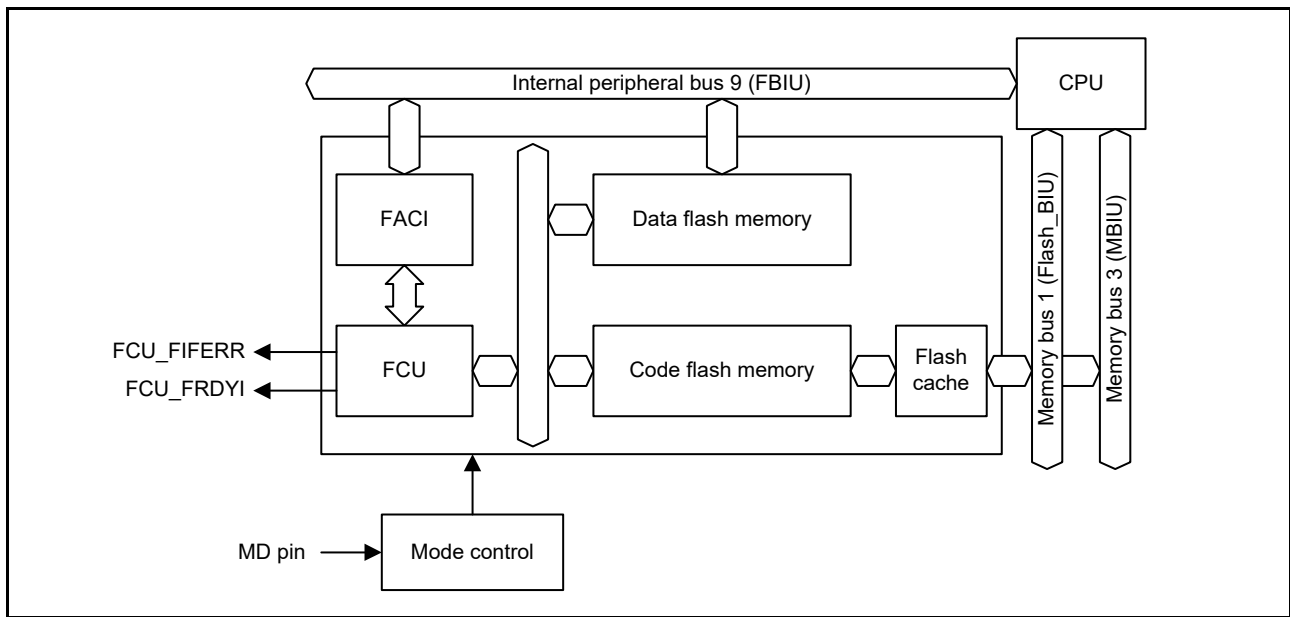 Internal peripheral bus 9 (FBIU)
CPU
FACI
Data flash memory
Memory bus 1 (Flash_BIU)
Memory bus 3 (MBIU)
FCU_FIFERR
FCU_FRDYI
FCU
Code flash memory
Flash
cache
MD pin
Mode control